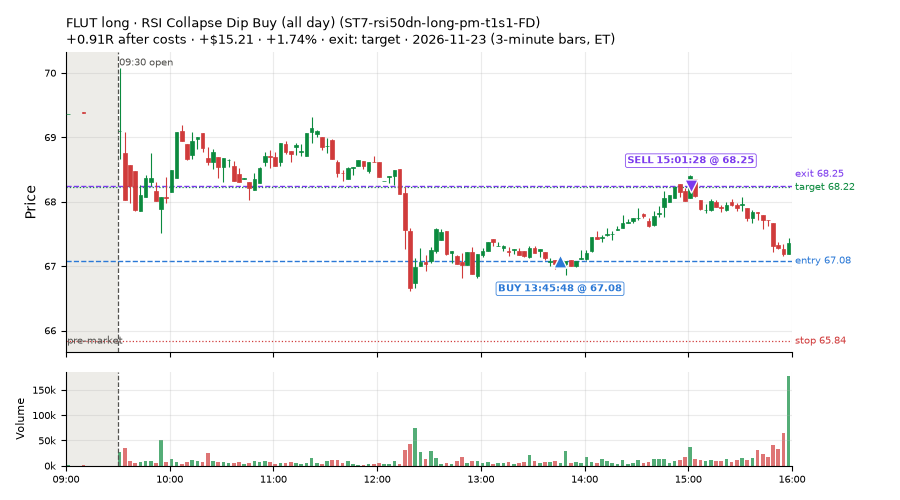 FLUT long · RSI Collapse Dip Buy (all day) (ST7-rsi50dn-long-pm-t1s1-FD)
+0.91R after costs · +$15.21 · +1.74% · exit: target · 2026-11-23 (3-minute bars, ET)
09:30 open
70
69
68
67
66
Price
SELL 15:01:28 @ 68.25
exit 68.25
target 68.22
entry 67.08
BUY 13:45:48 @ 67.08
pre-market
stop 65.84
150k
100k
50k
0k
Volume
09:00
10:00
11:00
12:00
13:00
14:00
15:00
16:00